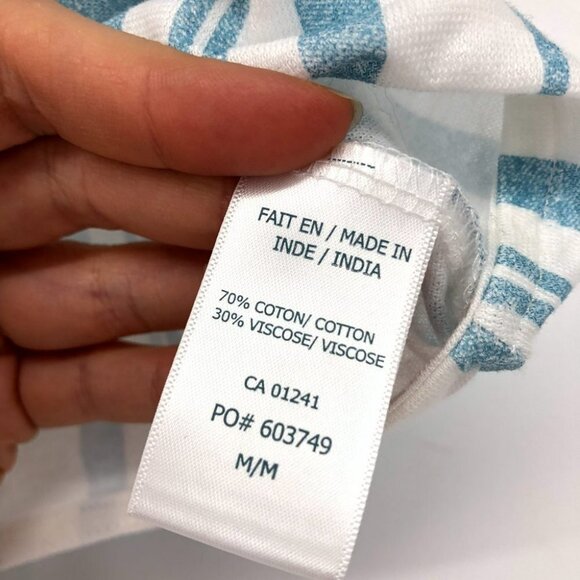 FAIT EN / MADE IN
INDE / INDIA
70% COTON/ COTTON
30% VISCOSE/ VISCOSE
CA 01241
PO# 603749
M/M